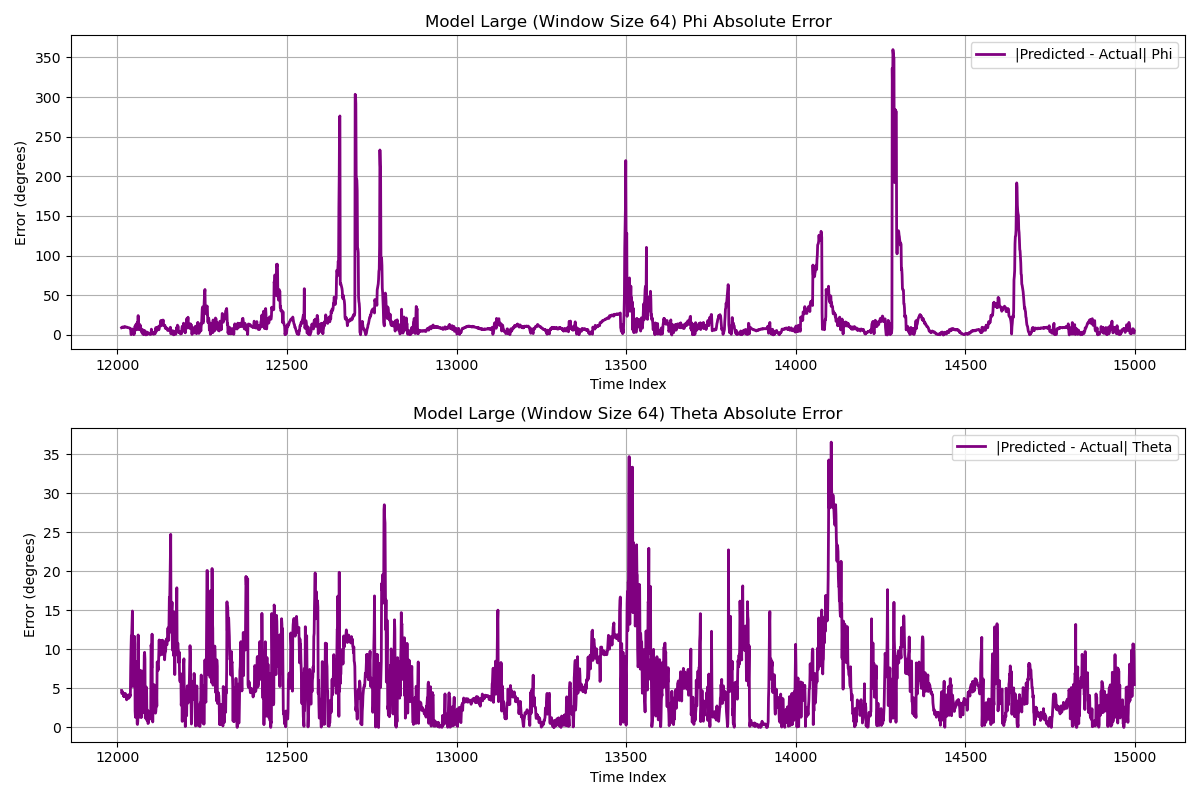 Model Large (Window Size 64) Phi Absolute Error
|Predicted - Actual| Phi
Error (degrees)
350
300
250
200
150
100
50
0
12000 12500 13000 13500 14000 14500 15000
Time Index
Model Large (Window Size 64) Theta Absolute Error
|Predicted - Actual| Theta
Error (degrees)
35
30
25
20
15
10
5
0
12000 12500 13000 13500 14000 14500 15000
Time Index